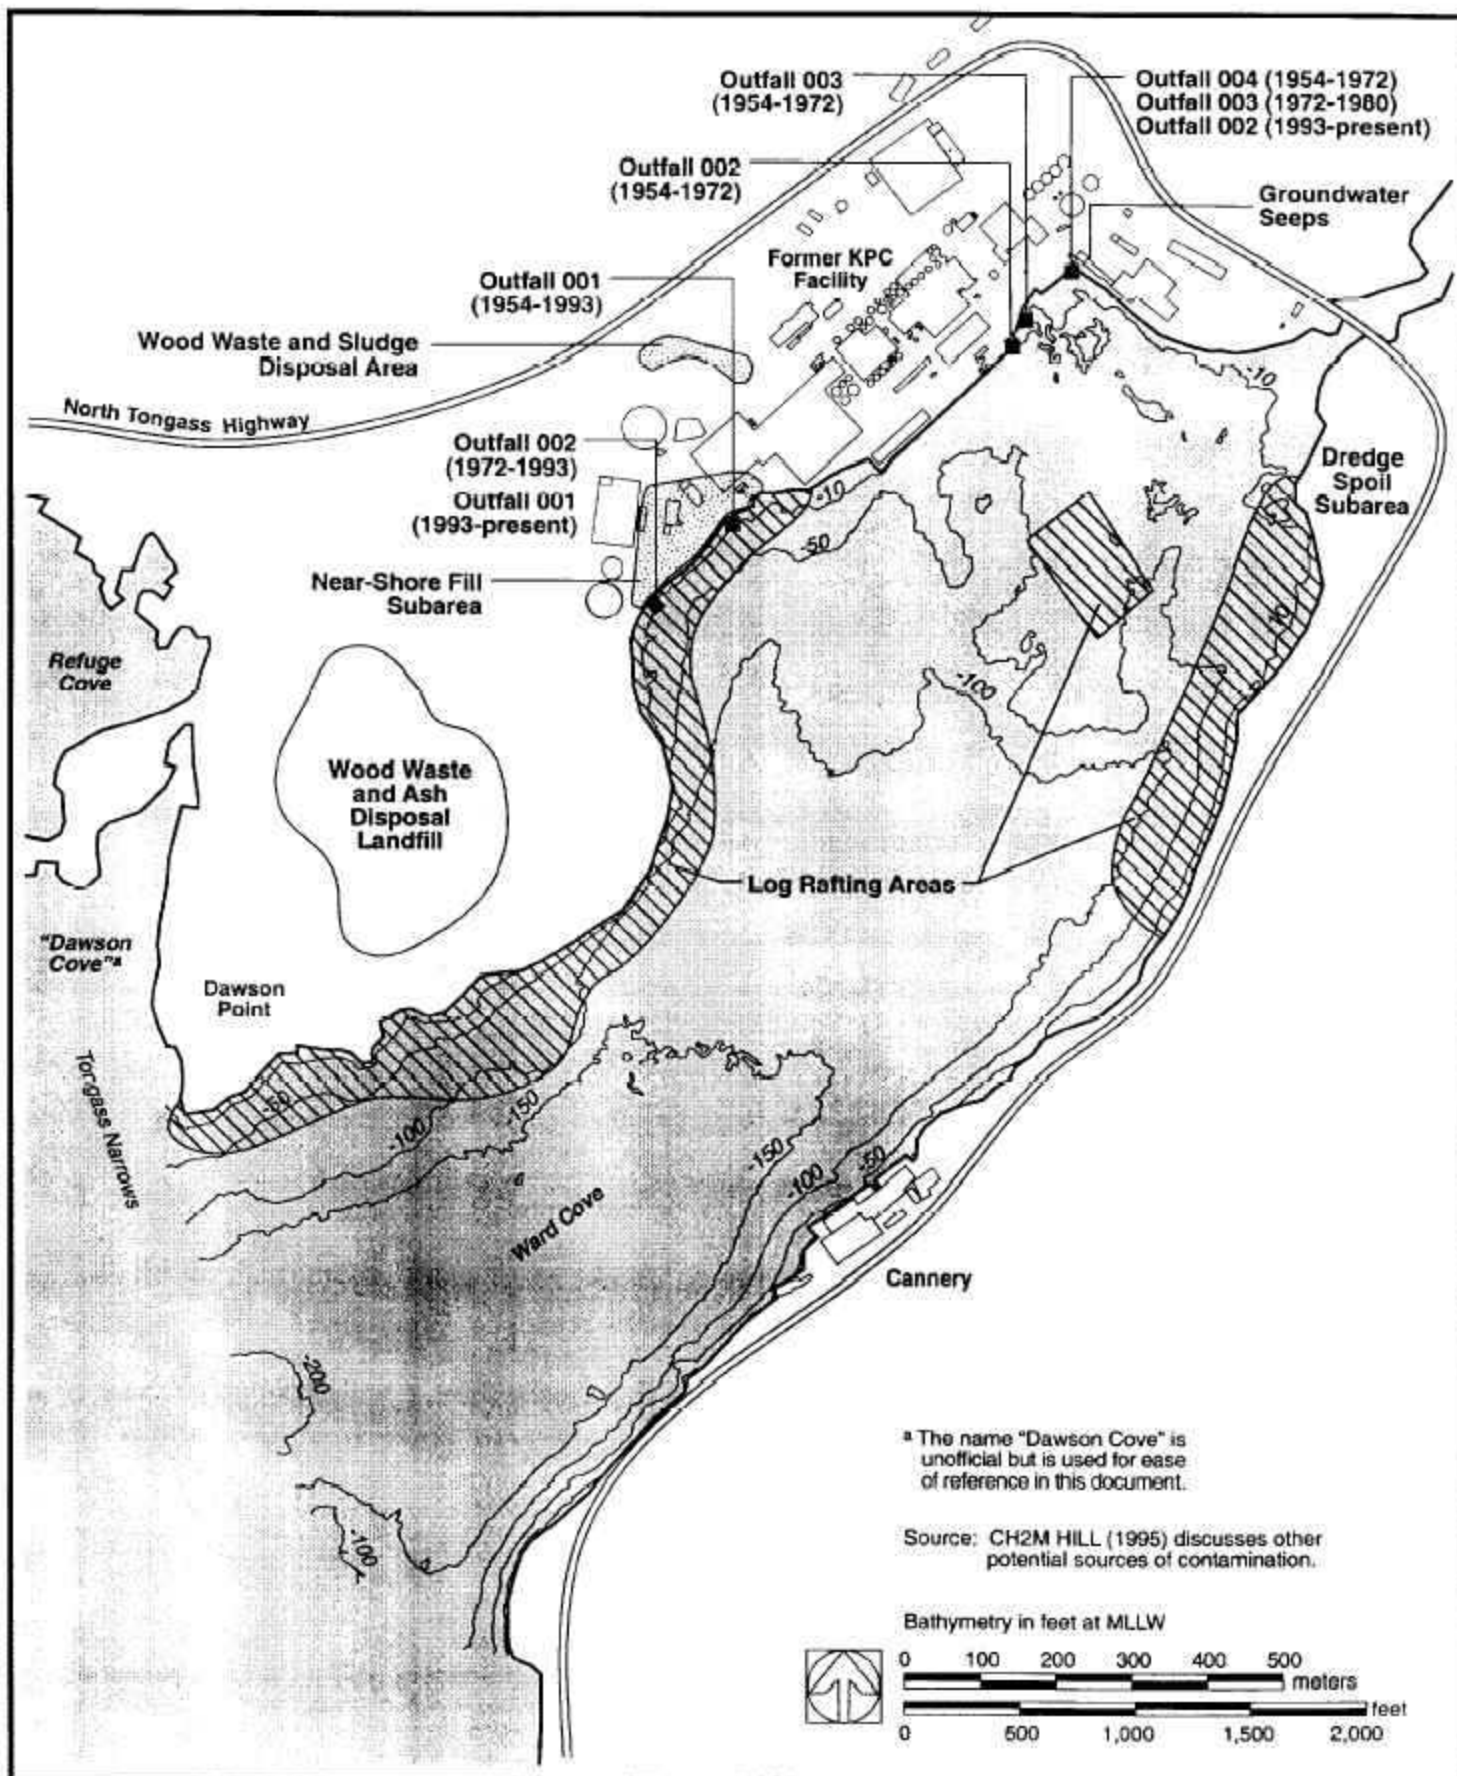 Outfall 003
(1954-1972)
Outfall 004 (1954-1972)
Outfall 003 (1972-1980)
Outfall 002 (1993-present)
Outfall 002
(1954-1972)
Groundwater
Seeps
Former KPC
Facility
Outfall 001
(1954-1993)
Wood Waste and Sludge
Disposal Area
North Tongass Highway
-10
Outfall 002
(1972-1993)
Outfall 001
(1993-present)
Dredge
Spoil
Subarea
-10
-50
Near-Shore Fill
Subarea
-10
Refuge
Cove
-100
Wood Waste
and Ash
Disposal
Landfill
Log Rafting Areas
"Dawson
Cove"a
Dawson
Point
Tongass Narrows
-50
-100
-150
-150
-100
-50
Ward Cove
Cannery
-200
-100
a The name "Dawson Cove" is
unofficial but is used for ease
of reference in this document.
Source: CH2M HILL (1995) discusses other
potential sources of contamination.
Bathymetry in feet at MLLW
0 100 200 300 400 500
meters
feet
0 500 1,000 1,500 2,000